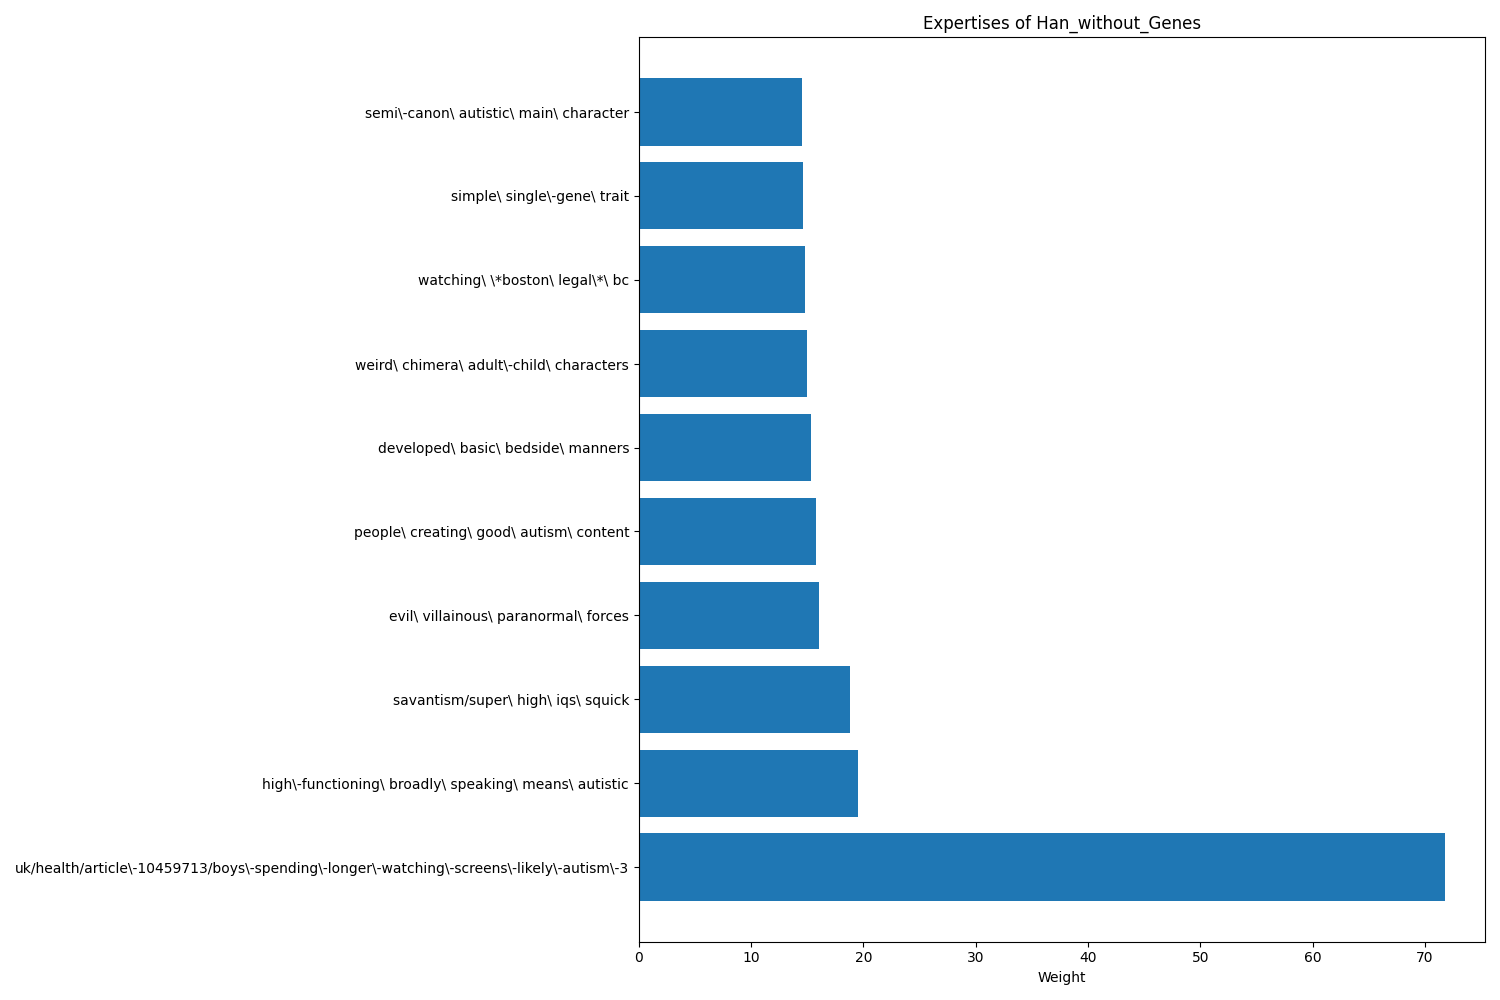 Expertises of Han_without_Genes
semi\-canon\ autistic\ main\ character
simple\ single\-gene\ trait
watching\ \*boston\ legal\*\ bc
weird\ chimera\ adult\-child\ characters
developed\ basic\ bedside\ manners
people\ creating\ good\ autism\ content
evil\ villainous\ paranormal\ forces
savantism/super\ high\ iqs\ squick
high\-functioning\ broadly\ speaking\ means\ autistic
uk/health/article\-10459713/boys\-spending\-longer\-watching\-screens\-likely\-autism\-3
0 10 20 30 40 50 60 70
Weight